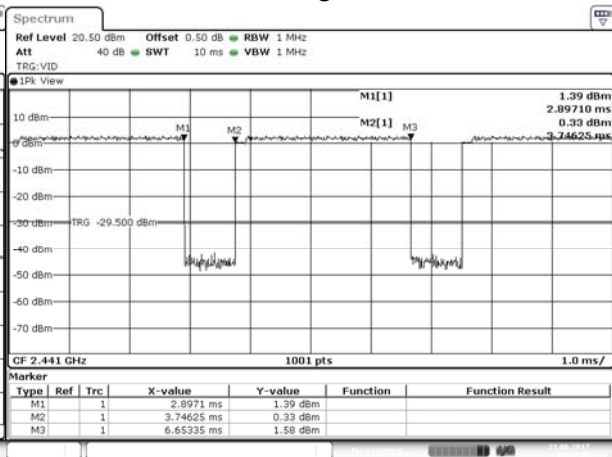 Spectrum
Ref Level 20.50 dBm Offset 0.50 dB RBW 1 MHz
Att 40 dB SWT 10 ms VBW 1 MHz
TRG:VID
1Pk View
M1[1] 1.39 dBm
2.89710 ms
10 dBm M2[1] 0.33 dBm
3.74625 ms
M1 M2 M3
0 dBm
-10 dBm
-20 dBm
-30 dBm TRG -29.500 dBm
-40 dBm
-50 dBm
-60 dBm
-70 dBm
CF 2.441 GHz 1001 pts 1.0 ms/
Marker
Type Ref Trc X-value Y-value Function Function Result
M1 1 2.8971 ms 1.39 dBm
M2 1 3.74625 ms 0.33 dBm
M3 1 6.65335 ms 1.58 dBm